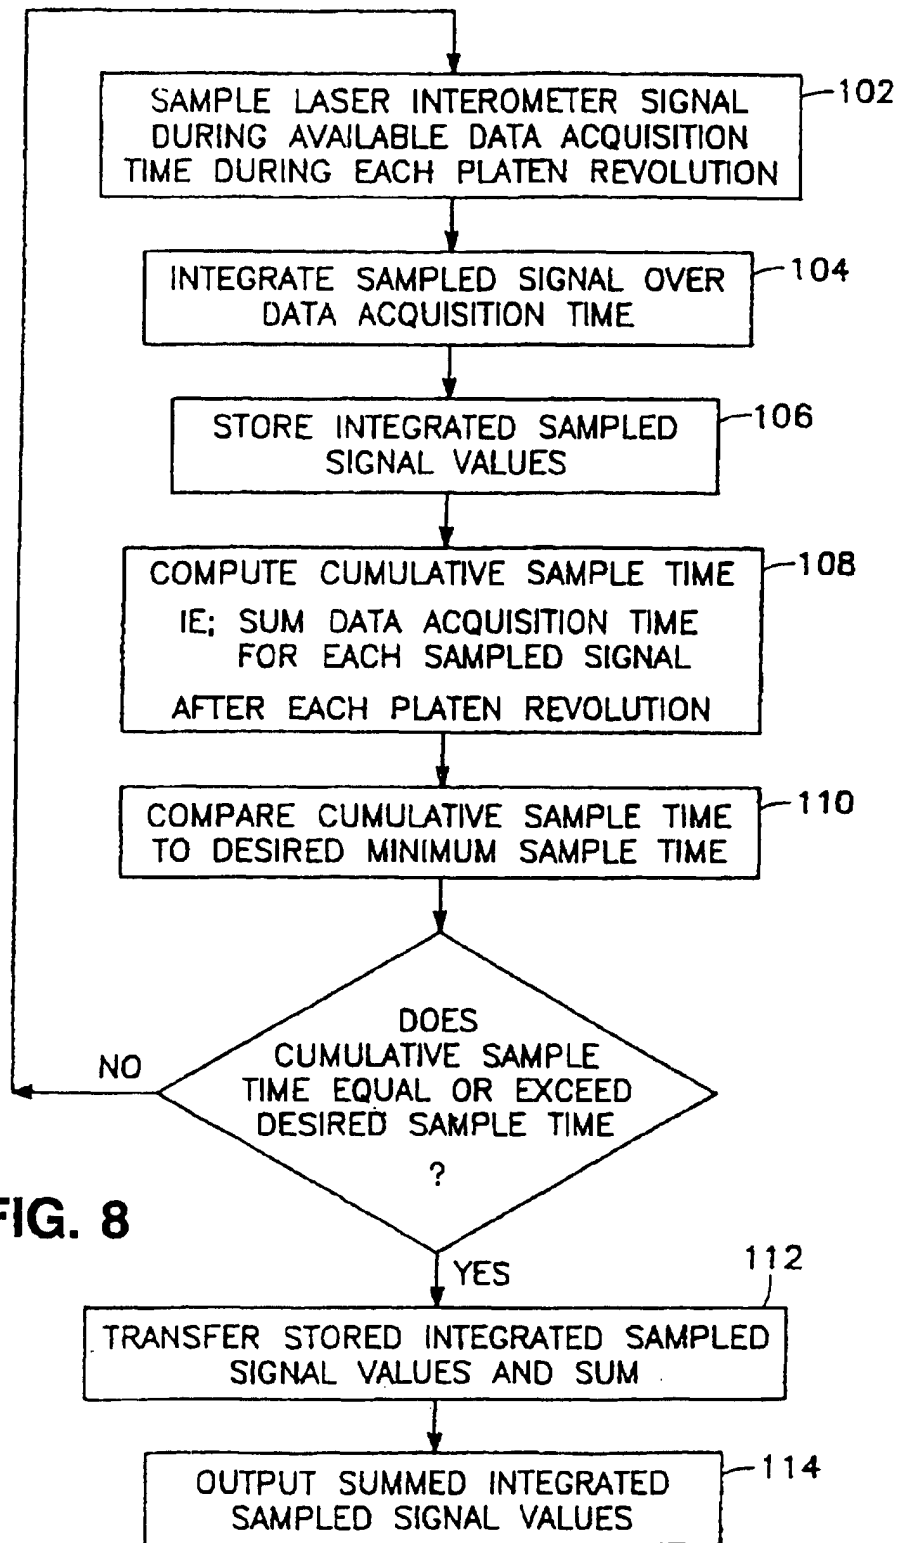 SAMPLE LASER INTEROMETER SIGNAL
DURING AVAILABLE DATA ACQUISITION
TIME DURING EACH PLATEN REVOLUTION
102
INTEGRATE SAMPLED SIGNAL OVER
DATA ACQUISITION TIME
104
STORE INTEGRATED SAMPLED
SIGNAL VALUES
106
COMPUTE CUMULATIVE SAMPLE TIME
IE; SUM DATA ACQUISITION TIME
FOR EACH SAMPLED SIGNAL
AFTER EACH PLATEN REVOLUTION
108
COMPARE CUMULATIVE SAMPLE TIME
TO DESIRED MINIMUM SAMPLE TIME
110
DOES
CUMULATIVE SAMPLE
TIME EQUAL OR EXCEED
DESIRED SAMPLE TIME
?
NO
FIG. 8
YES
112
TRANSFER STORED INTEGRATED SAMPLED
SIGNAL VALUES AND SUM
OUTPUT SUMMED INTEGRATED
SAMPLED SIGNAL VALUES
114